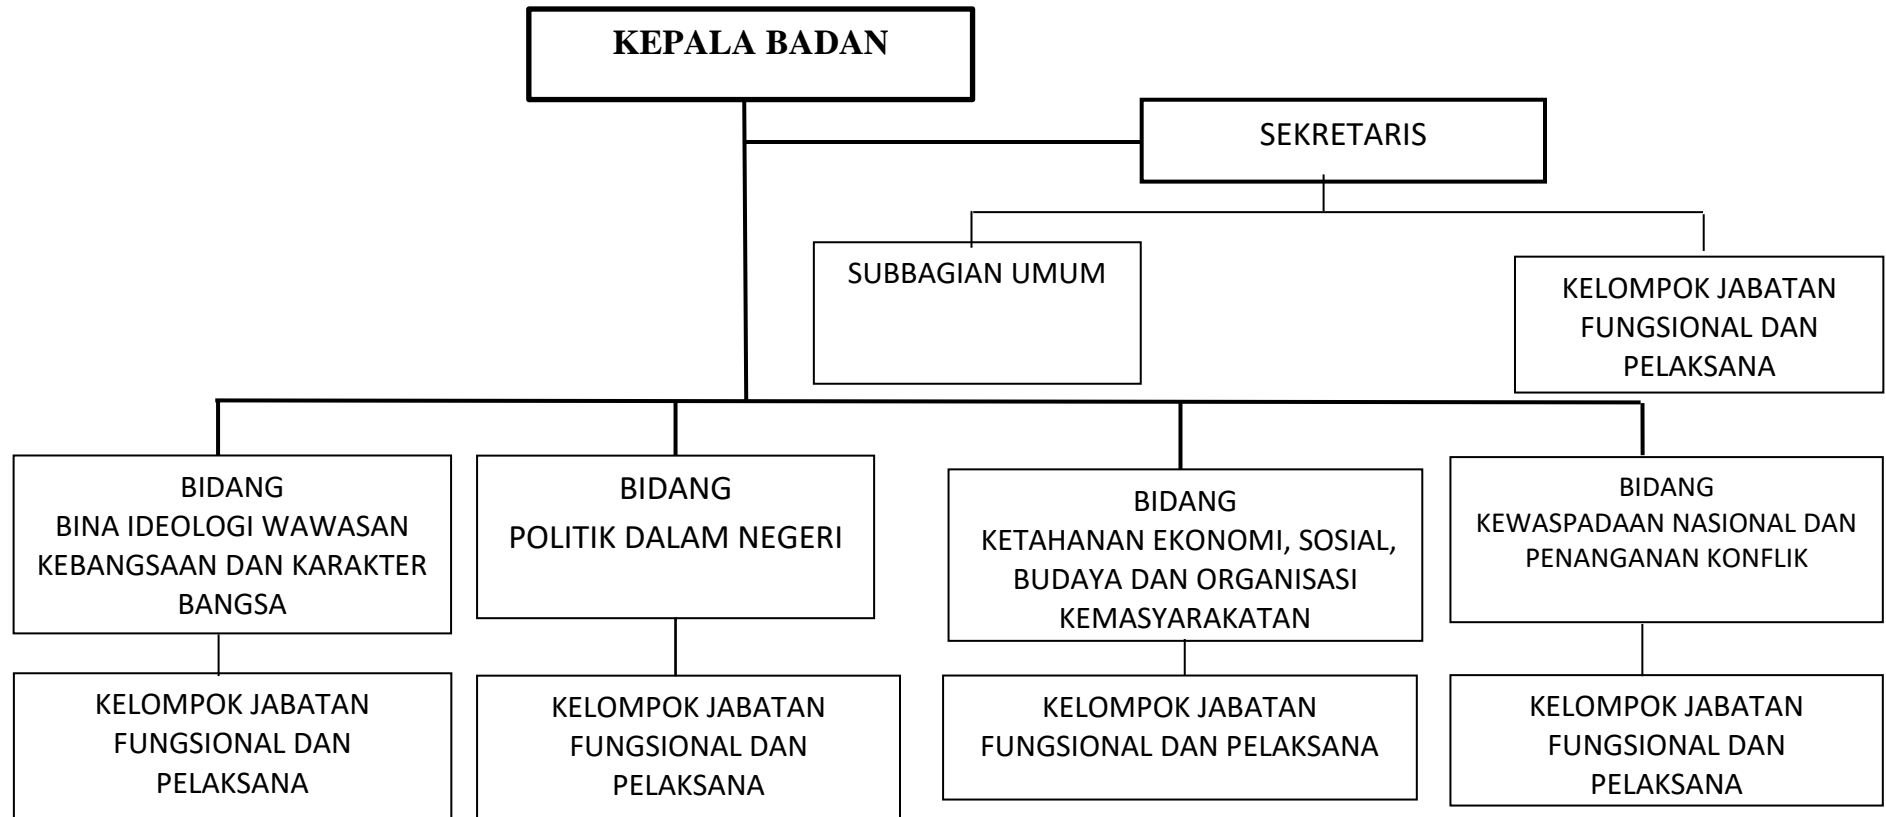 KEPALA BADAN
SEKRETARIS
SUBBAGIAN UMUM
KELOMPOK JABATAN
FUNGSIONAL DAN
PELAKSANA
BIDANG
BINA IDEOLOGI WAWASAN
KEBANGSAAN DAN KARAKTER
BANGSA
BIDANG
POLITIK DALAM NEGERI
BIDANG
KETAHANAN EKONOMI, SOSIAL,
BUDAYA DAN ORGANISASI
KEMASYARAKATAN
BIDANG
KEWASPADAAN NASIONAL DAN
PENANGANAN KONFLIK
KELOMPOK JABATAN
FUNGSIONAL DAN
PELAKSANA
KELOMPOK JABATAN
FUNGSIONAL DAN
PELAKSANA
KELOMPOK JABATAN
FUNGSIONAL DAN PELAKSANA
KELOMPOK JABATAN
FUNGSIONAL DAN
PELAKSANA